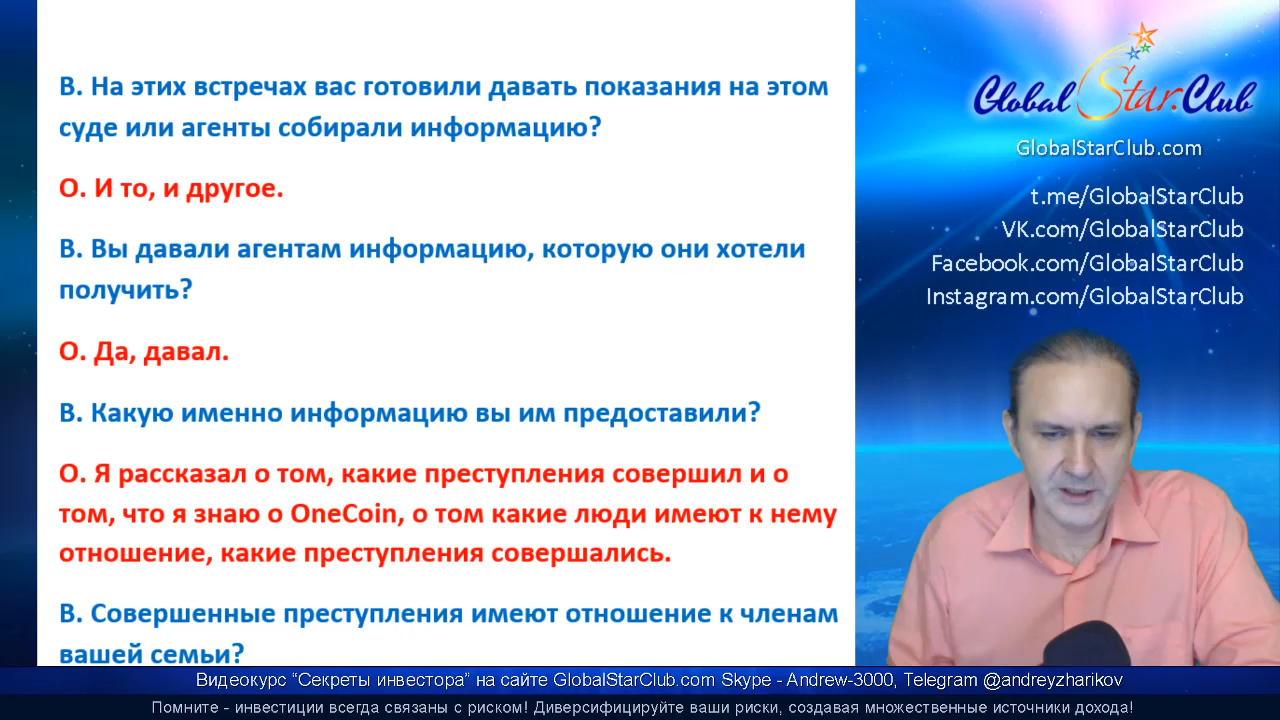 В. На этих встречах вас готовили давать показания на этом
суде или агенты собирали информацию?
О. И то, и другое.
В. Вы давали агентам информацию, которую они хотели
получить?
О. Да, давал.
В. Какую именно информацию вы им предоставили?
О. Я рассказал о том, какие преступления совершил и о
том, что я знаю о OneCoin, о том какие люди имеют к нему
отношение, какие преступления совершались.
В. Совершенные преступления имеют отношение к членам
вашей семьи?
Global Star.Club
GlobalStarClub.com
t.me/GlobalStarClub
VK.com/GlobalStarClub
Facebook.com/GlobalStarClub
Instagram.com/GlobalStarClub
Видеокурс “Секреты инвестора” на сайте GlobalStarClub.com Skype - Andrew-3000, Telegram @andreyzharikov
Помните - инвестиции всегда связаны с риском! Диверсифицируйте ваши риски, создавая множественные источники дохода!